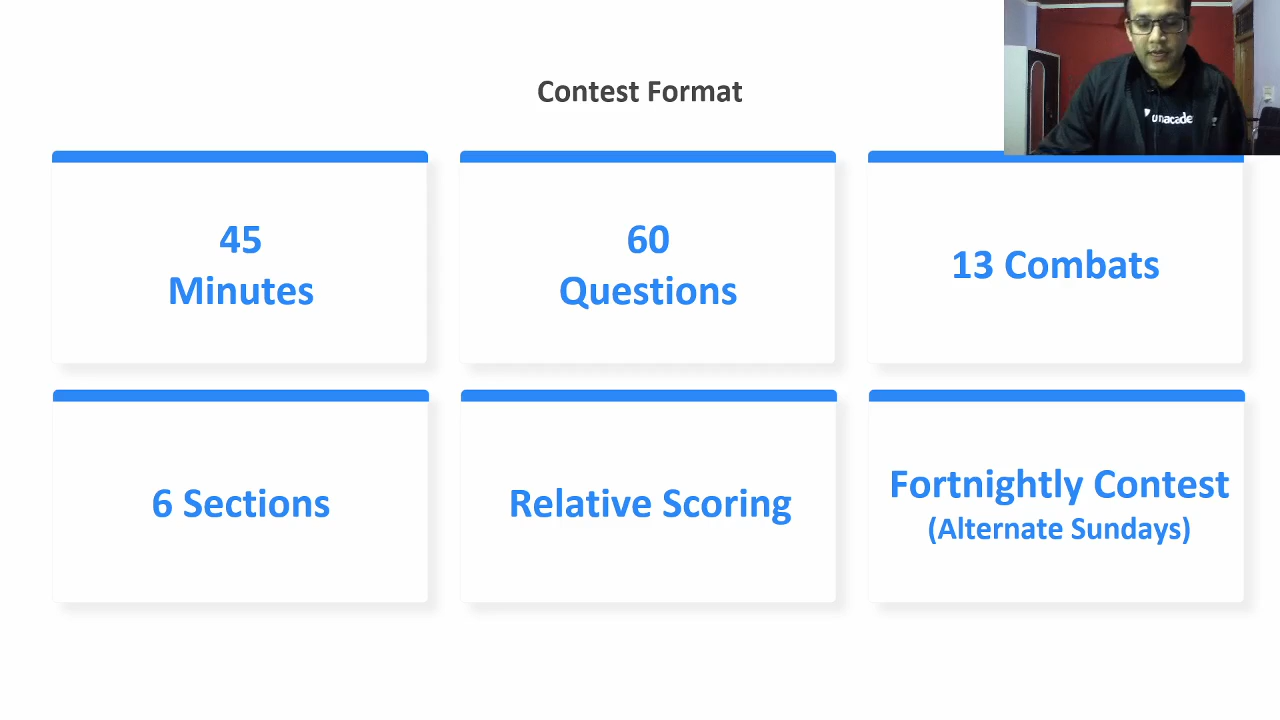 Contest Format
unacade
45
Minutes
60
Questions
13 Combats
6 Sections
Relative Scoring
Fortnightly Contest
(Alternate Sundays)